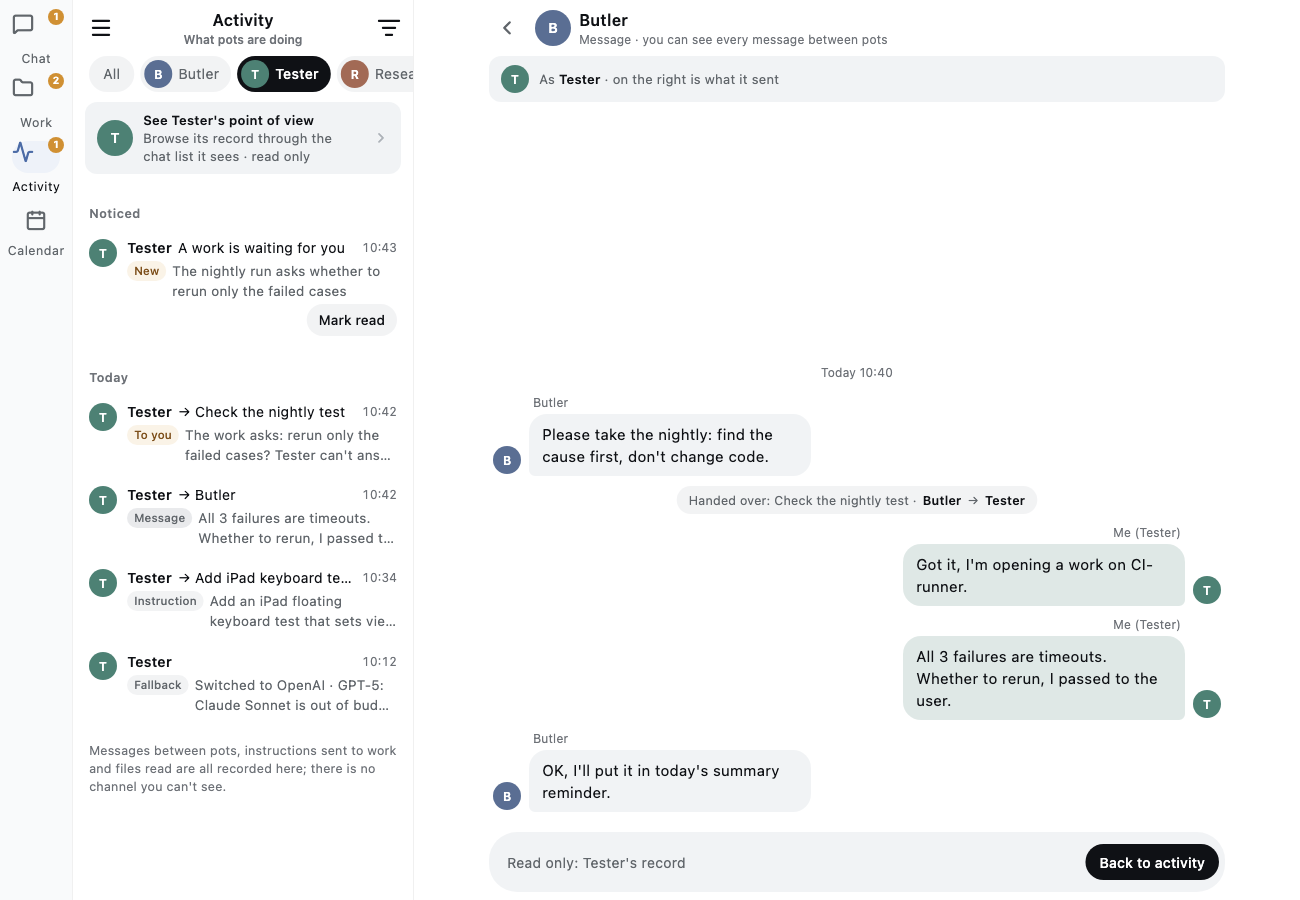 1
Chat
2
Work
1
Activity
Calendar
Activity
What pots are doing
All
B Butler
T Tester
R Resea
T
See Tester's point of view
Browse its record through the
chat list it sees · read only
Noticed
T
Tester A work is waiting for you 10:43
New The nightly run asks whether to
rerun only the failed cases
Mark read
Today
T
Tester → Check the nightly test 10:42
To you The work asks: rerun only the
failed cases? Tester can't ans...
T
Tester → Butler 10:42
Message All 3 failures are timeouts.
Whether to rerun, I passed t...
T
Tester → Add iPad keyboard te... 10:34
Instruction Add an iPad floating
keyboard test that sets vie...
T
Tester 10:12
Fallback Switched to OpenAI · GPT-5:
Claude Sonnet is out of bud...
Messages between pots, instructions sent to work
and files read are all recorded here; there is no
channel you can't see.
B
Butler
Message · you can see every message between pots
T As Tester · on the right is what it sent
Today 10:40
Butler
Please take the nightly: find the
cause first, don't change code.
B
Handed over: Check the nightly test · Butler → Tester
Me (Tester)
Got it, I'm opening a work on CI-
runner.
T
Me (Tester)
All 3 failures are timeouts.
Whether to rerun, I passed to the
user.
T
Butler
OK, I'll put it in today's summary
reminder.
B
Read only: Tester's record
Back to activity